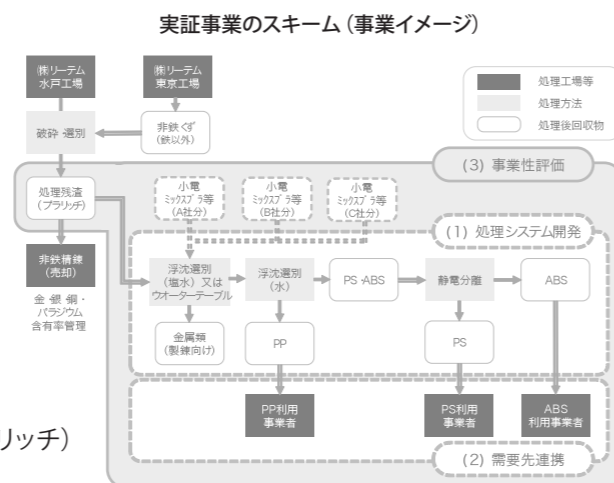 実証事業のスキーム（事業イメージ）
㈱リーテム
水戸工場
㈱リーテム
東京工場
処理工場等
処理方法
処理後回収物
破砕・選別
非鉄くず
（鉄以外）
(3) 事業性評価
処理残渣
（プラリッチ）
小電
ミックスプラ等
（A社分）
小電
ミックスプラ等
（B社分）
小電
ミックスプラ等
（C社分）
(1) 処理システム開発
非鉄精錬
（売却）
金・銀・銅・
パラジウム
含有率管理
浮沈選別
（塩水）又は
ウオーターテーブル
浮沈選別
（水）
PS・ABS
静電分離
ABS
金属類
（製錬向け）
PP
PS
PP利用
事業者
PS利用
事業者
ABS
利用事業者
リッチ）
(2) 需要先連携